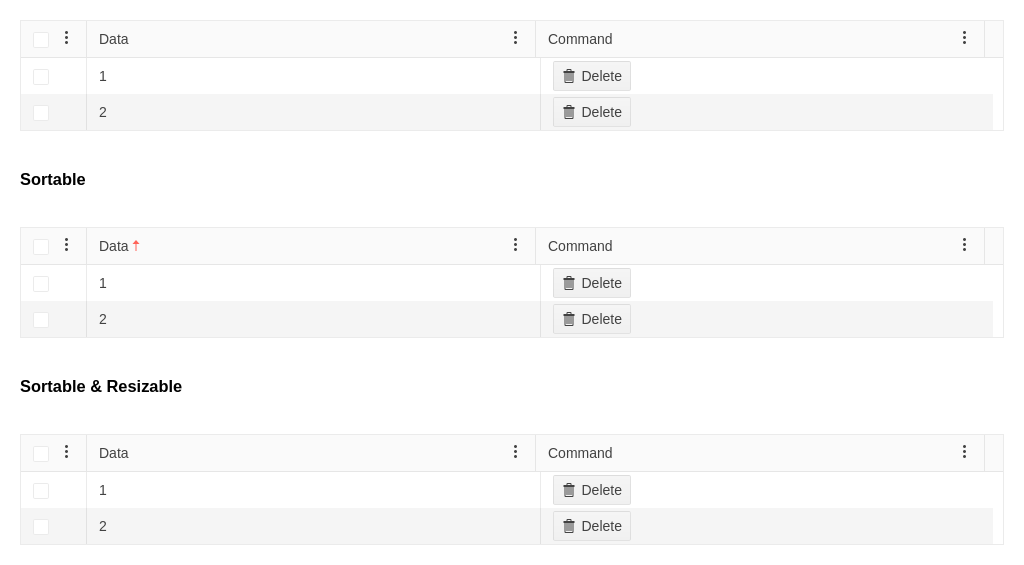 Data Command
1 Delete
2 Delete
Sortable
Data Command
1 Delete
2 Delete
Sortable & Resizable
Data Command
1 Delete
2 Delete